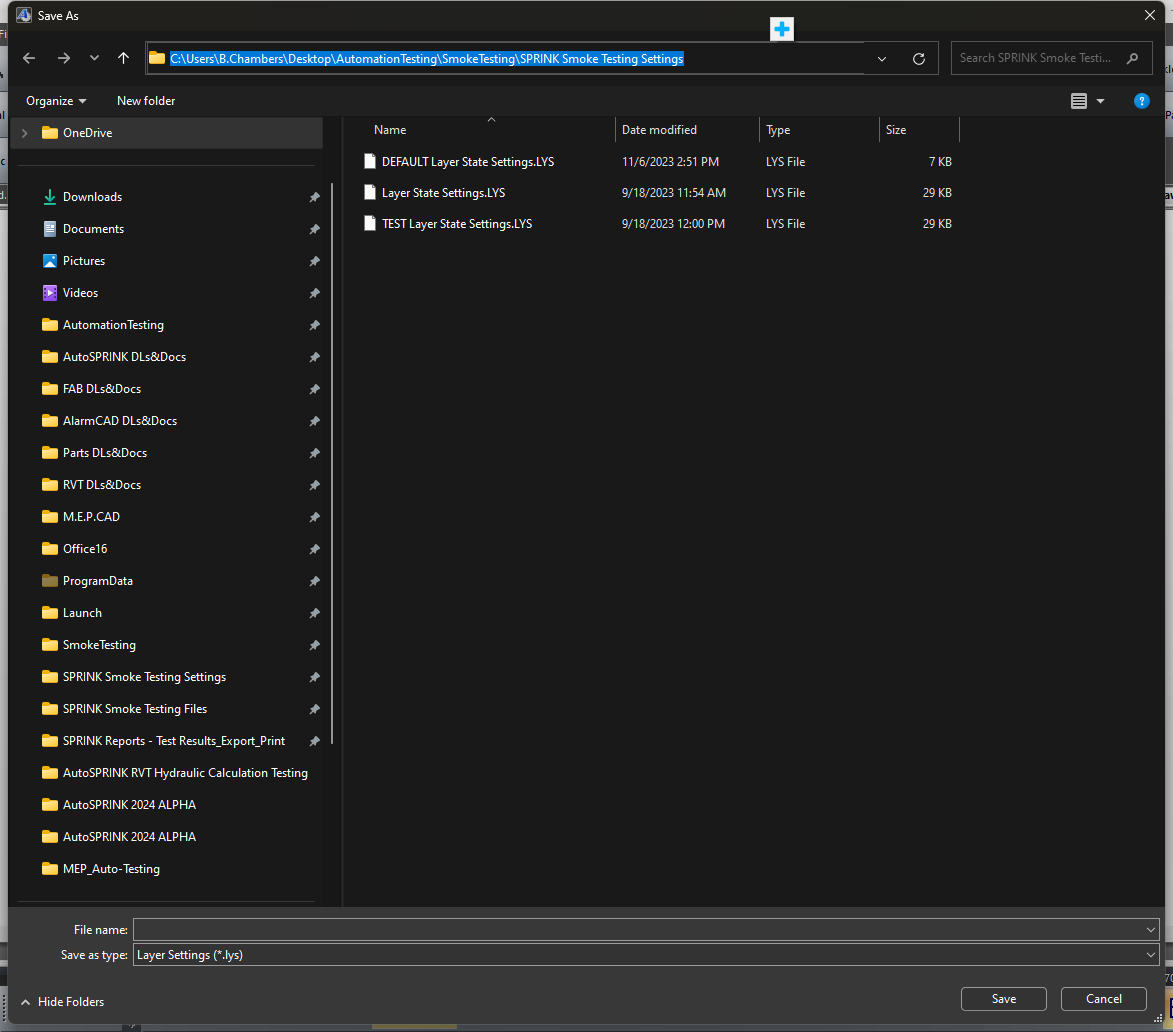 Save As
C:\Users\B.Chambers\Desktop\AutomationTesting\SmokeTesting\SPRINK Smoke Testing Settings
Search SPRINK Smoke Testi...
Organize
New folder
OneDrive
Downloads
Documents
Pictures
Videos
AutomationTesting
AutoSPRINK DLs&Docs
FAB DLs&Docs
AlarmCAD DLs&Docs
Parts DLs&Docs
RVT DLs&Docs
M.E.P.CAD
Office16
ProgramData
Launch
SmokeTesting
SPRINK Smoke Testing Settings
SPRINK Smoke Testing Files
SPRINK Reports - Test Results_Export_Print
AutoSPRINK RVT Hydraulic Calculation Testing
AutoSPRINK 2024 ALPHA
AutoSPRINK 2024 ALPHA
MEP_Auto-Testing
Name Date modified Type Size
DEFAULT Layer State Settings.LYS 11/6/2023 2:51 PM LYS File 7 KB
Layer State Settings.LYS 9/18/2023 11:54 AM LYS File 29 KB
TEST Layer State Settings.LYS 9/18/2023 12:00 PM LYS File 29 KB
File name:
Save as type: Layer Settings (*.lys)
Hide Folders
Save Cancel